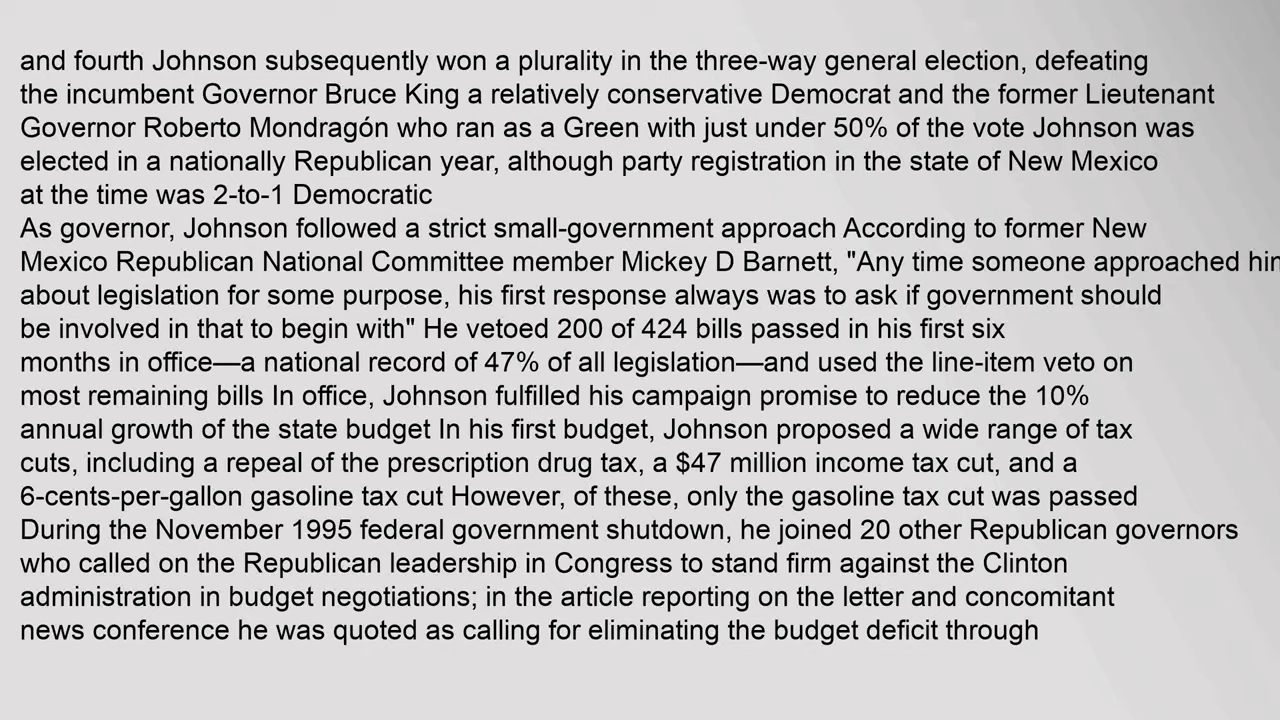 and fourth Johnson subsequently won a plurality in the three-way general election, defeating
the incumbent Governor Bruce King a relatively conservative Democrat and the former Lieutenant
Governor Roberto Mondragón who ran as a Green with just under 50% of the vote Johnson was
elected in a nationally Republican year, although party registration in the state of New Mexico
at the time was 2-to-1 Democratic
As governor, Johnson followed a strict small-government approach According to former New
Mexico Republican National Committee member Mickey D Barnett, "Any time someone approached
about legislation for some purpose, his first response always was to ask if government should
be involved in that to begin with" He vetoed 200 of 424 bills passed in his first six
months in office—a national record of 47% of all legislation—and used the line-item veto on
most remaining bills In office, Johnson fulfilled his campaign promise to reduce the 10%
annual growth of the state budget In his first budget, Johnson proposed a wide range of tax
cuts, including a repeal of the prescription drug tax, a $47 million income tax cut, and a
6-cents-per-gallon gasoline tax cut However, of these, only the gasoline tax cut was passed
During the November 1995 federal government shutdown, he joined 20 other Republican governors
who called on the Republican leadership in Congress to stand firm against the Clinton
administration in budget negotiations; in the article reporting on the letter and concomitant
news conference he was quoted as calling for eliminating the budget deficit through